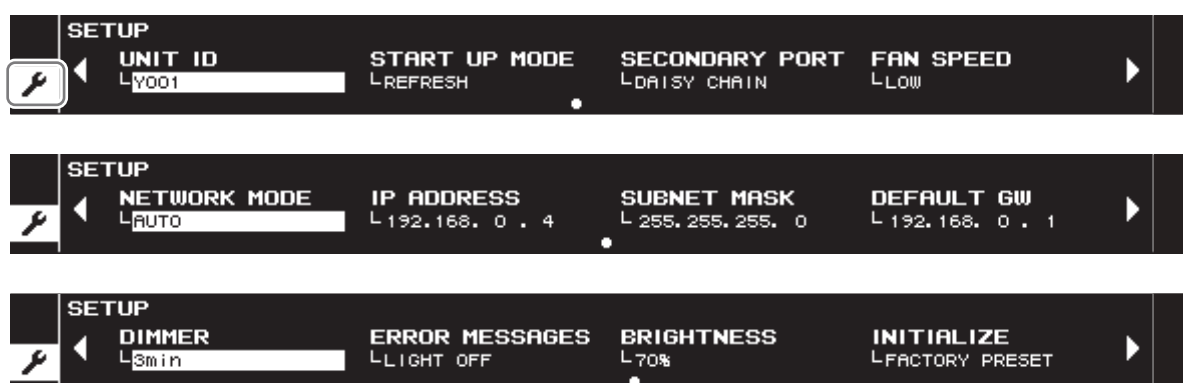 SETUP
UNIT ID START UP MODE SECONDARY PORT FAN SPEED
Y001 REFRESH DAISY CHAIN LOW
SETUP
NETWORK MODE IP ADDRESS SUBNET MASK DEFAULT GW
AUTO 192.168. 0 . 4 255.255.255. 0 192.168. 0 . 1
SETUP
DIMMER ERROR MESSAGES BRIGHTNESS INITIALIZE
3min LIGHT OFF 70% FACTORY PRESET